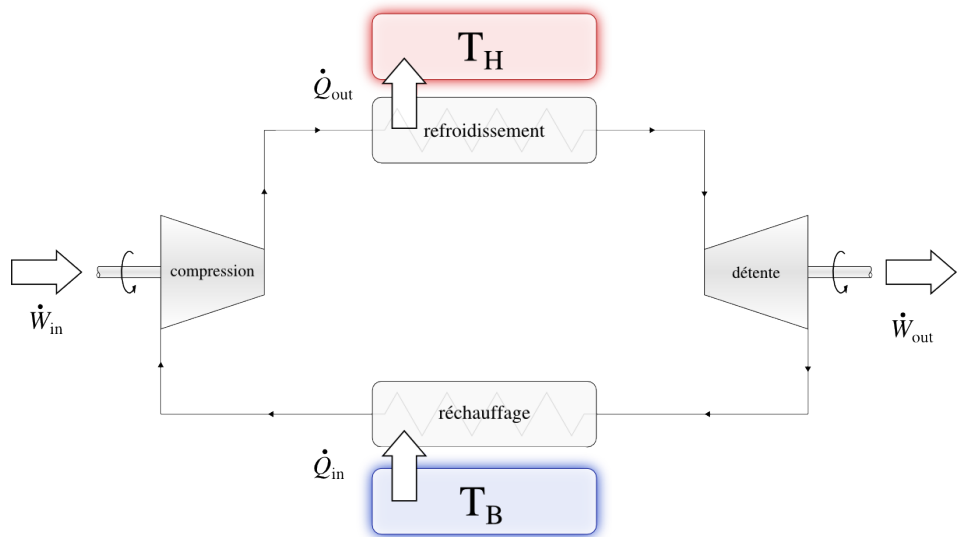 T_H
Q̇_out
refroidissement
compression
détente
Ẇ_in
Ẇ_out
réchauffage
Q̇_in
T_B